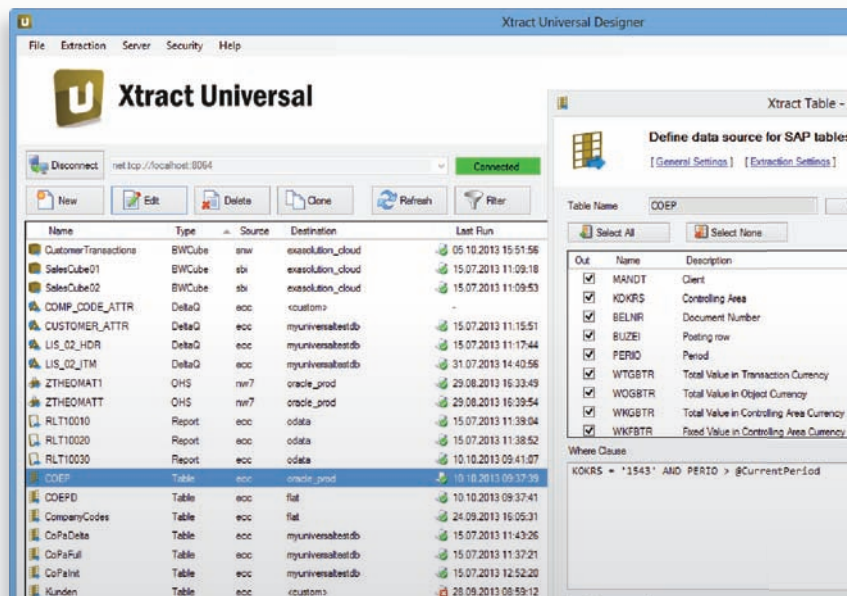 Xtract Universal Designer
File Extraction Server Security Help
Xtract Universal
Disconnect net.tcp://localhost:8064 Connected
New Edit Delete Clone Refresh Filter
Name Type Source Destination Last Run
CustomerTransactions BWCube snw exasolution_cloud 05.10.2013 15:51:56
SalesCube01 BWCube sbi exasolution_cloud 15.07.2013 11:09:18
SalesCube02 BWCube sbi exasolution_cloud 15.07.2013 11:09:53
COMP_CODE_ATTR DeltaQ ecc <custom> -
CUSTOMER_ATTR DeltaQ ecc myuniversaltestdb 15.07.2013 11:15:51
LIS_02_HDR DeltaQ ecc myuniversaltestdb 15.07.2013 11:17:44
LIS_02_ITM DeltaQ ecc myuniversaltestdb 31.07.2013 14:40:56
ZTHEOMAT1 OHS nw7 oracle_prod 29.08.2013 16:33:49
ZTHEOMATT OHS nw7 oracle_prod 29.08.2013 16:39:54
RLT10010 Report ecc odata 15.07.2013 11:39:04
RLT10020 Report ecc odata 15.07.2013 11:38:52
RLT10030 Report ecc odata 10.10.2013 09:41:07
COEP Table ecc oracle_prod 10.10.2013 09:37:39
COEPD Table ecc flat 10.10.2013 09:37:41
CompanyCodes Table ecc flat 24.09.2013 16:05:31
CoPaDelta Table ecc myuniversaltestdb 15.07.2013 11:43:26
CoPaFull Table ecc myuniversaltestdb 15.07.2013 11:37:21
CoPaInit Table ecc myuniversaltestdb 15.07.2013 12:52:20
Kunden Table ecc <custom> 28.09.2013 08:59:12
Xtract Table -
Define data source for SAP tables
[General Settings] [Extraction Settings]
Table Name COEP
Select All Select None
Out Name Description
MANDT Client
KOKRS Controlling Area
BELNR Document Number
BUZEI Posting row
PERIO Period
WTGBTR Total Value in Transaction Currency
WOGBTR Total Value in Object Currency
WKGBTR Total Value in Controlling Area Currency
WKFBTR Fixed Value in Controlling Area Currency
Where Clause
KOKRS = '1543' AND PERIO > @CurrentPeriod